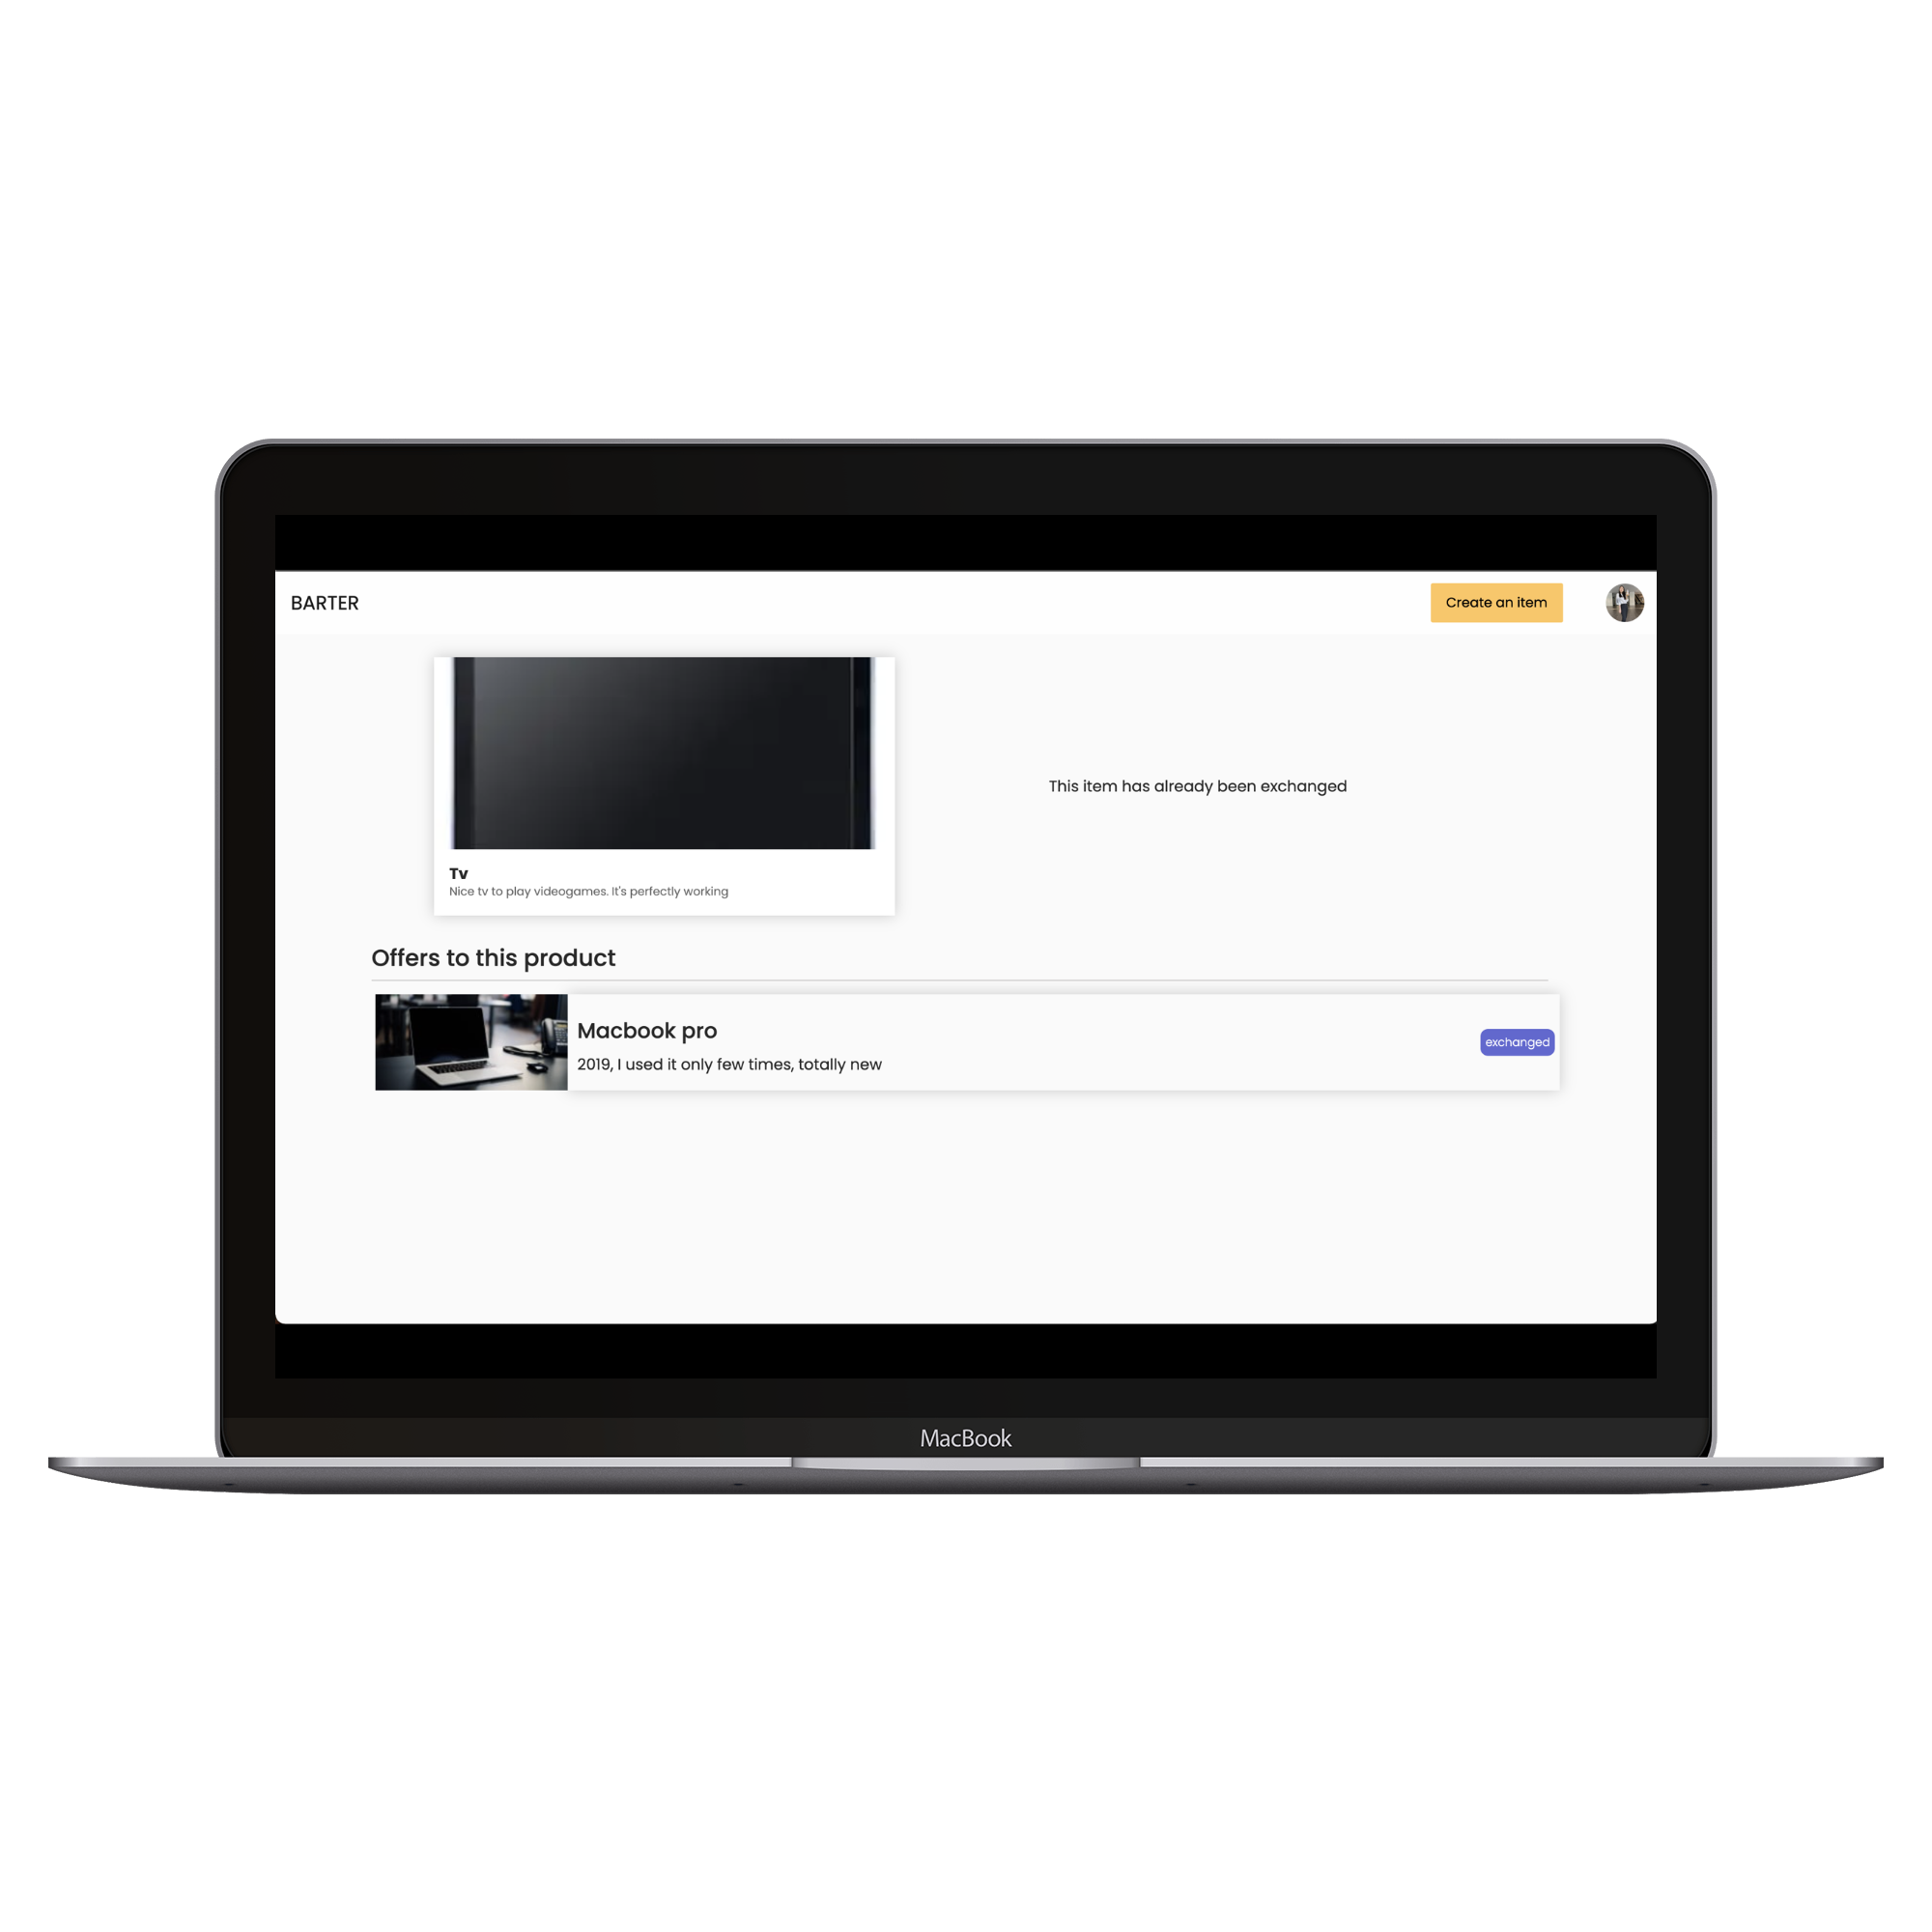 BARTER
Create an item
This item has already been exchanged
Tv
Nice tv to play videogames. It's perfectly working
Offers to this product
Macbook pro
2019, I used it only few times, totally new
exchanged
MacBook